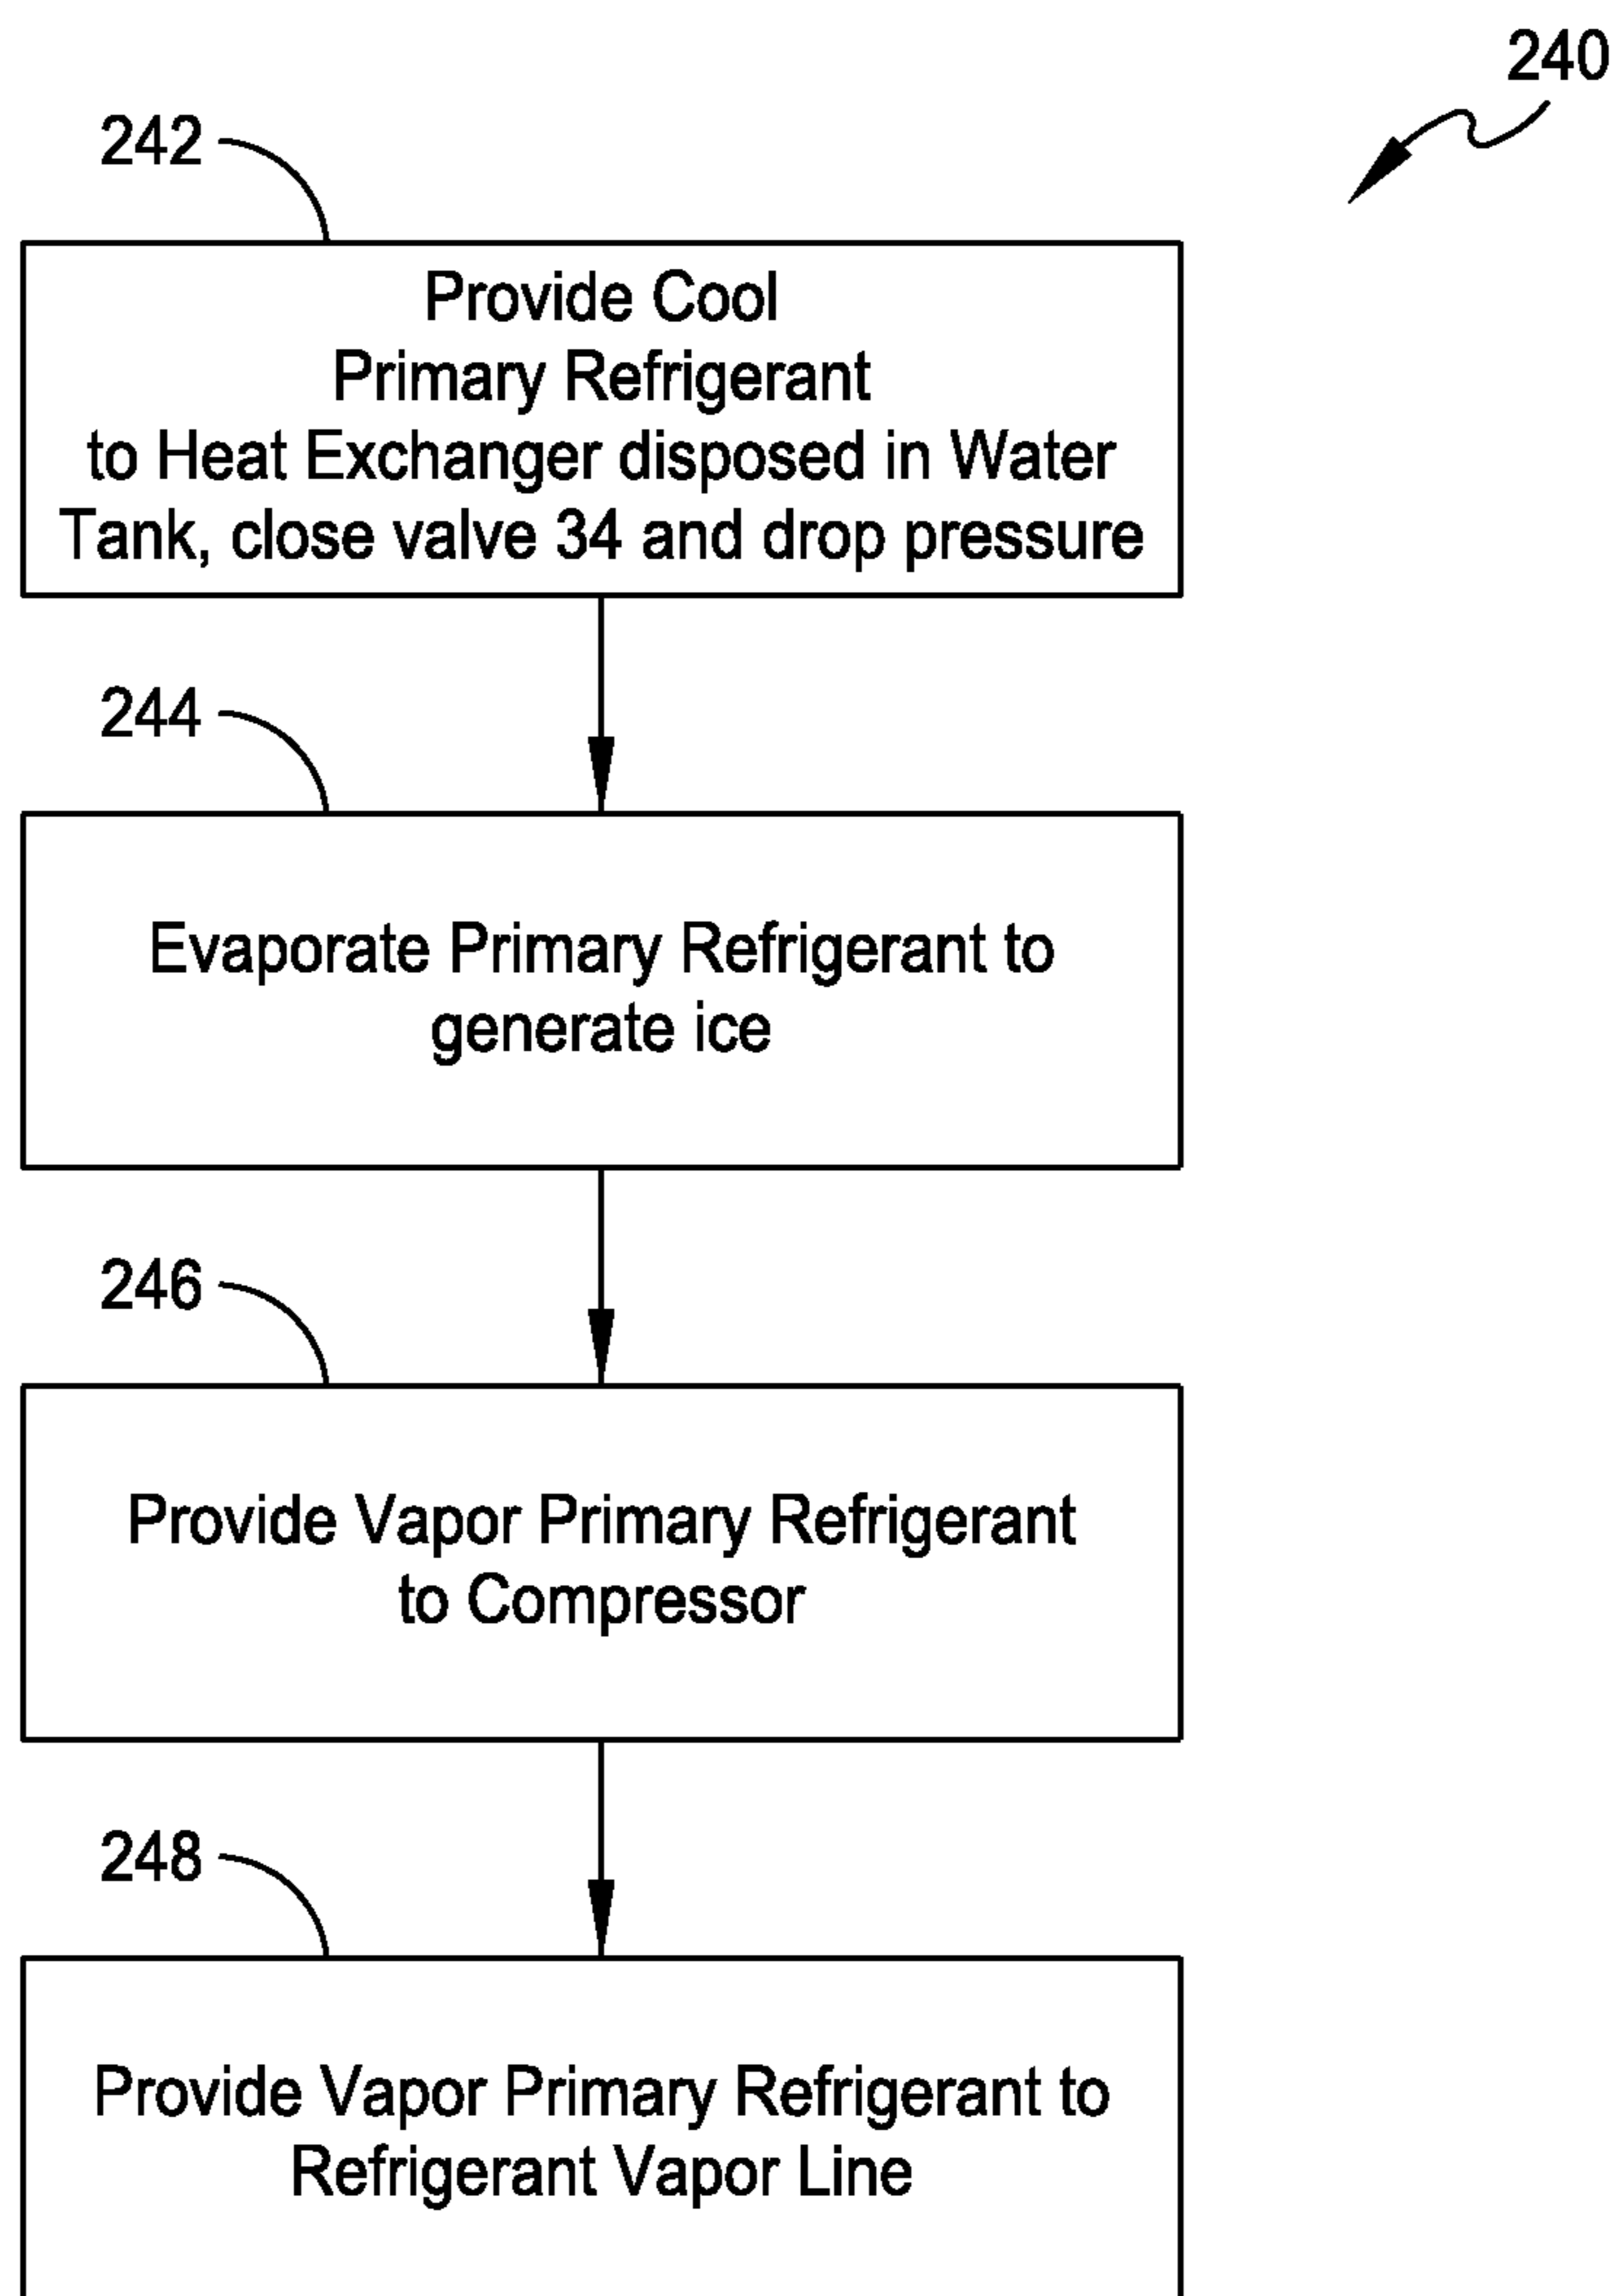 240
242
Provide Cool
Primary Refrigerant
to Heat Exchanger disposed in Water
Tank, close valve 34 and drop pressure
244
Evaporate Primary Refrigerant to
generate ice
246
Provide Vapor Primary Refrigerant
to Compressor
248
Provide Vapor Primary Refrigerant to
Refrigerant Vapor Line